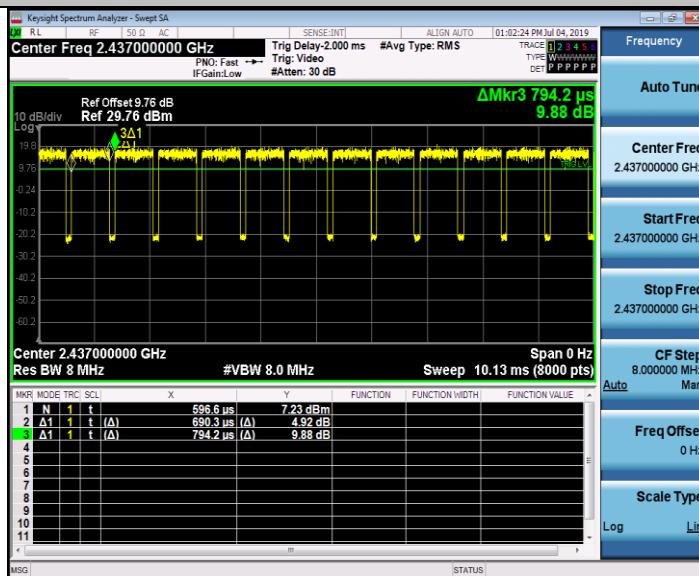 Keysight Spectrum Analyzer - Swept SA
RL RF 50 Ω AC SENSE:INT ALIGN AUTO 01:02:24 PM Jul 04, 2019
Center Freq 2.437000000 GHz
Trig Delay-2.000 ms #Avg Type: RMS
TRACE 1 2 3 4 5 6
PNO: Fast Trig: Video
TYPE WWWWWW
IFGain:Low #Atten: 30 dB
DET P P P P P P
ΔMkr3 794.2 µs
9.88 dB
Ref Offset 9.76 dB
10 dB/div Ref 29.76 dBm
Log
3Δ1
19.8
9.76
-0.24
-10.2
-20.2
-30.2
-40.2
-50.2
-60.2
Center 2.437000000 GHz Span 0 Hz
Res BW 8 MHz #VBW 8.0 MHz Sweep 10.13 ms (8000 pts)
MKR MODE TRC SCL X Y FUNCTION FUNCTION WIDTH FUNCTION VALUE
1 N 1 t 596.6 µs 7.23 dBm
2 Δ1 1 t (Δ) 690.3 µs (Δ) 4.92 dB
3 Δ1 1 t (Δ) 794.2 µs (Δ) 9.88 dB
4
5
6
7
8
9
10
11
MSG STATUS
Frequency
Auto Tune
Center Freq
2.437000000 GHz
Start Freq
2.437000000 GHz
Stop Freq
2.437000000 GHz
CF Step
8.000000 MHz
Auto Man
Freq Offset
0 Hz
Scale Type
Log Lin